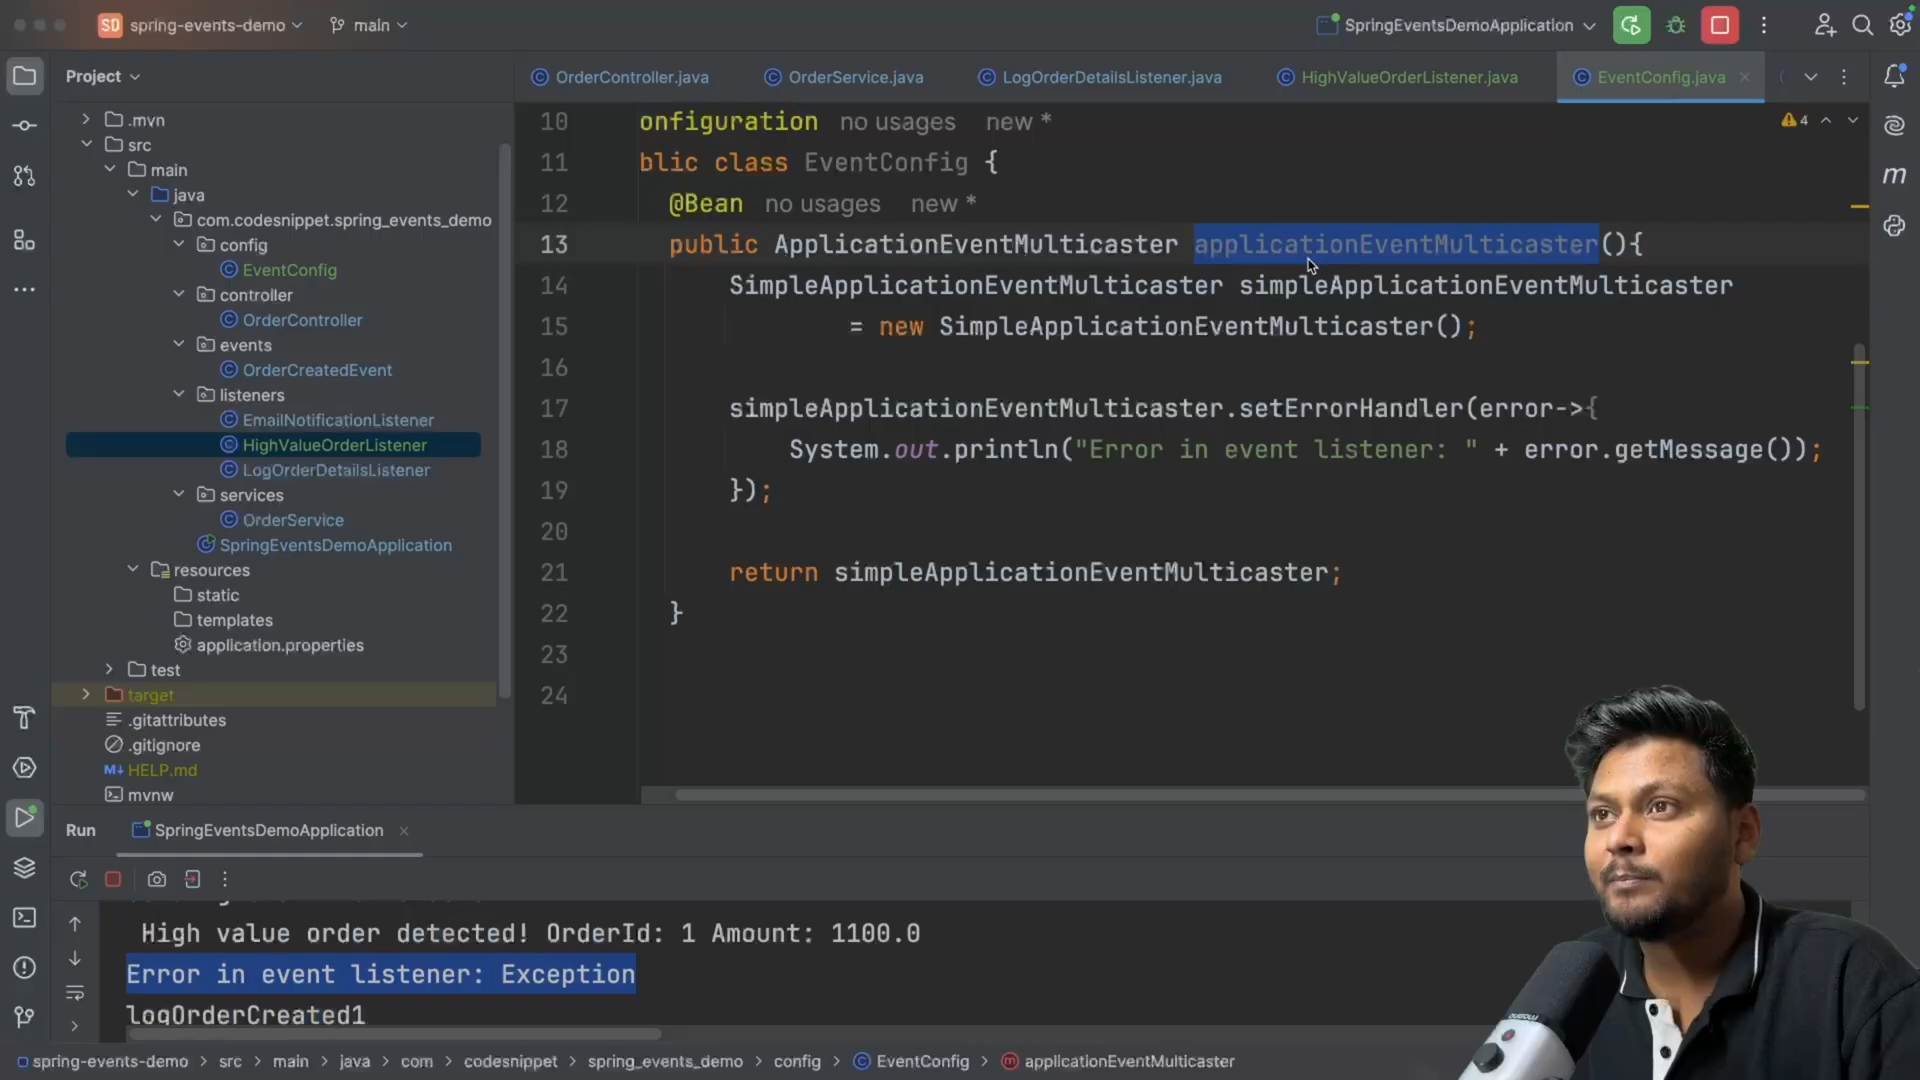 SD spring-events-demo main SpringEventsDemoApplication
Project
OrderController.java OrderService.java LogOrderDetailsListener.java HighValueOrderListener.java EventConfig.java
.mvn
src
main
java
com.codesnippet.spring_events_demo
config
EventConfig
controller
OrderController
events
OrderCreatedEvent
listeners
EmailNotificationListener
HighValueOrderListener
LogOrderDetailsListener
services
OrderService
SpringEventsDemoApplication
resources
static
templates
application.properties
test
target
.gitattributes
.gitignore
M↓ HELP.md
mvnw
4
10 onfiguration no usages new *
11 blic class EventConfig {
12 @Bean no usages new *
13 public ApplicationEventMulticaster applicationEventMulticaster(){
14 SimpleApplicationEventMulticaster simpleApplicationEventMulticaster
15 = new SimpleApplicationEventMulticaster();
16
17 simpleApplicationEventMulticaster.setErrorHandler(error->{
18 System.out.println("Error in event listener: " + error.getMessage());
19 });
20
21 return simpleApplicationEventMulticaster;
22 }
23
24
m
Run SpringEventsDemoApplication
High value order detected! OrderId: 1 Amount: 1100.0
Error in event listener: Exception
logOrderCreated1
spring-events-demo > src > main > java > com > codesnippet > spring_events_demo > config > EventConfig > applicationEventMulticaster